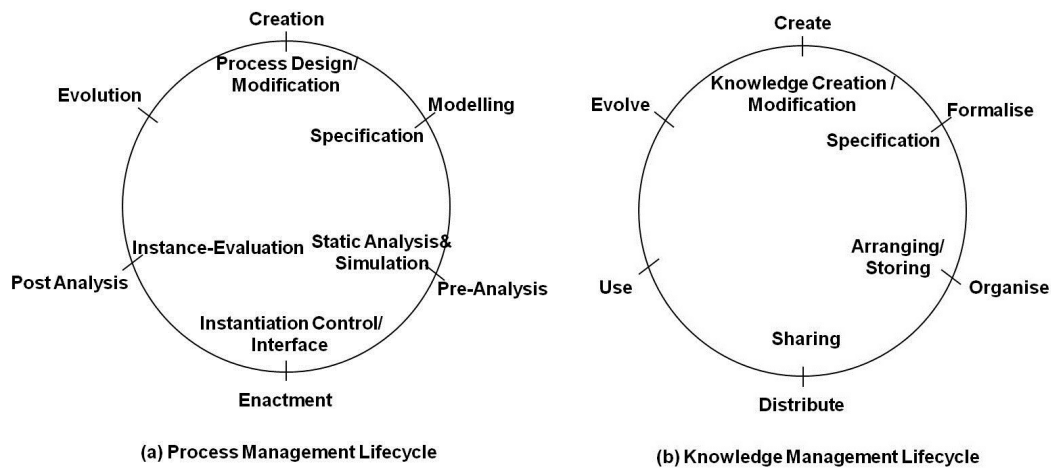 Creation
Process Design/
Modification
Evolution
Modelling
Specification
Instance-Evaluation
Static Analysis&
Simulation
Post Analysis
Pre-Analysis
Instantiation Control/
Interface
Enactment
(a) Process Management Lifecycle
Create
Knowledge Creation /
Modification
Evolve
Formalise
Specification
Arranging/
Storing
Use
Organise
Sharing
Distribute
(b) Knowledge Management Lifecycle